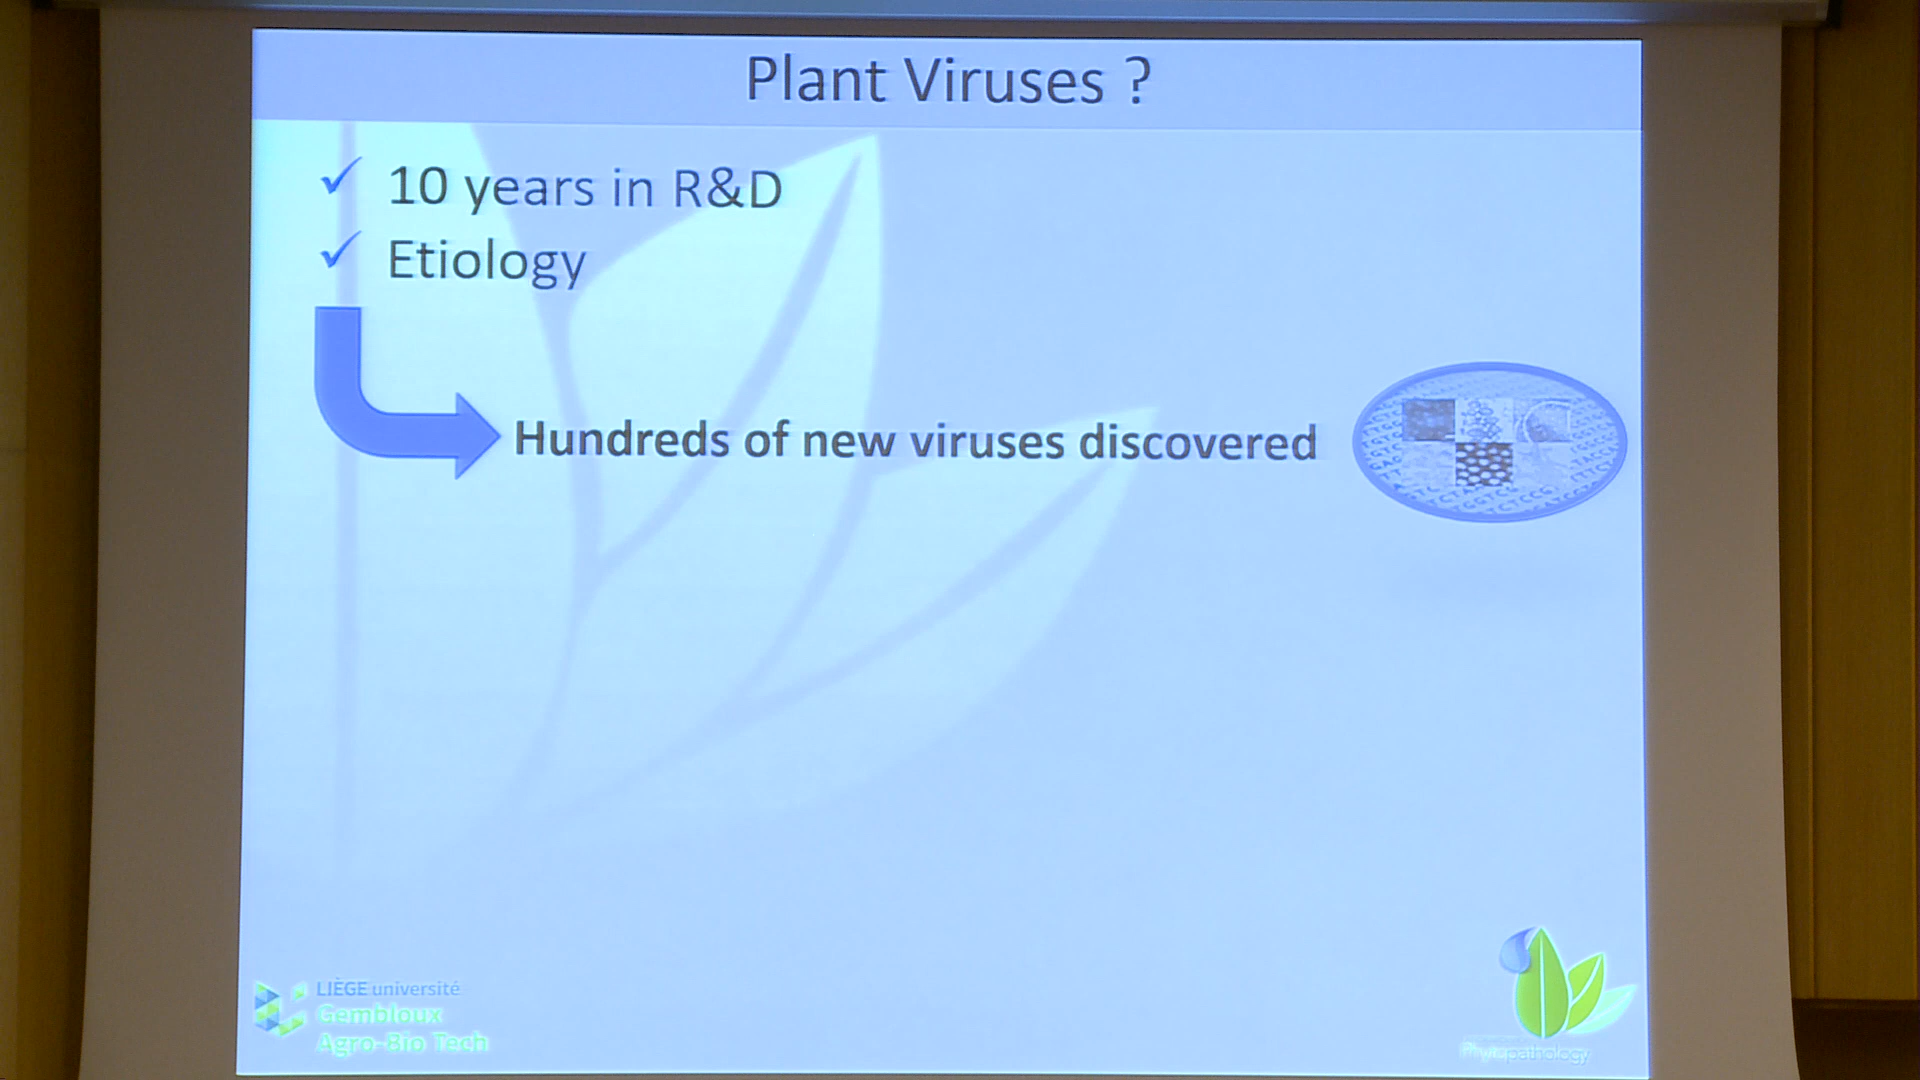 Plant Viruses ?
✓ 10 years in R&D
✓ Etiology
Hundreds of new viruses discovered
LIÈGE université
Gembloux
Agro-Bio Tech
Phytopathology